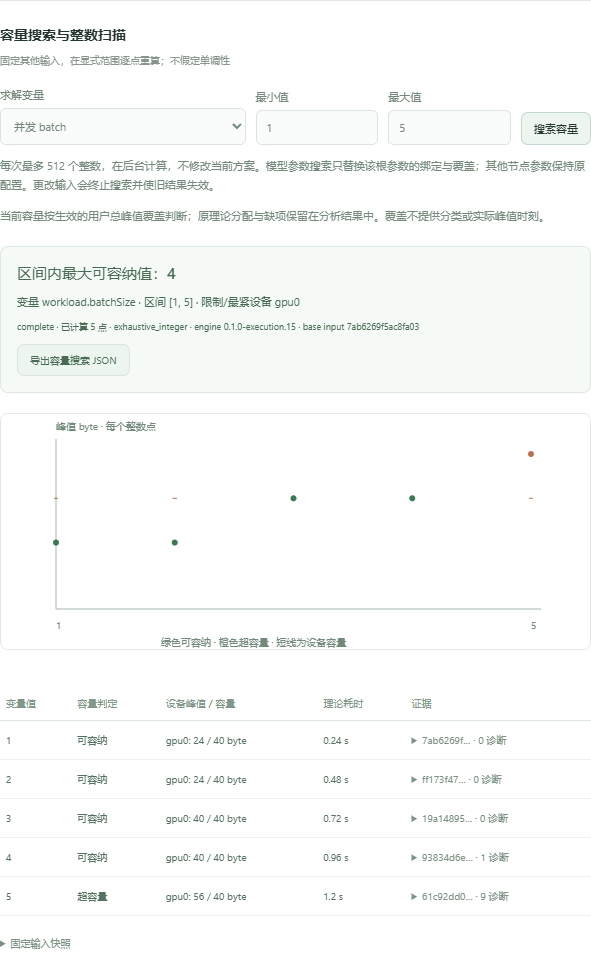 容量搜索与整数扫描
固定其他输入，在显式范围逐点重算；不假定单调性
求解变量
最小值
最大值
并发 batch
1
5
搜索容量
每次最多 512 个整数，在后台计算，不修改当前方案。模型参数搜索只替换该根参数的绑定与覆盖；其他节点参数保持原
配置。更改输入会终止搜索并使旧结果失效。
当前容量按生效的用户总峰值覆盖判断；原理论分配与缺项保留在分析结果中。覆盖不提供分类或实际峰值时刻。
区间内最大可容纳值：4
变量 workload.batchSize · 区间 [1, 5] · 限制/最紧设备 gpu0
complete · 已计算 5 点 · exhaustive_integer · engine 0.1.0-execution.15 · base input 7ab6269f5ac8fa03
导出容量搜索 JSON
峰值 byte · 每个整数点
1
5
绿色可容纳 · 橙色超容量 · 短线为设备容量
变量值 容量判定 设备峰值 / 容量 理论耗时 证据
1 可容纳 gpu0: 24 / 40 byte 0.24 s ▶ 7ab6269f... · 0 诊断
2 可容纳 gpu0: 24 / 40 byte 0.48 s ▶ ff173f47... · 0 诊断
3 可容纳 gpu0: 40 / 40 byte 0.72 s ▶ 19a14895... · 0 诊断
4 可容纳 gpu0: 40 / 40 byte 0.96 s ▶ 93834d6e... · 1 诊断
5 超容量 gpu0: 56 / 40 byte 1.2 s ▶ 61c92dd0... · 9 诊断
▶ 固定输入快照